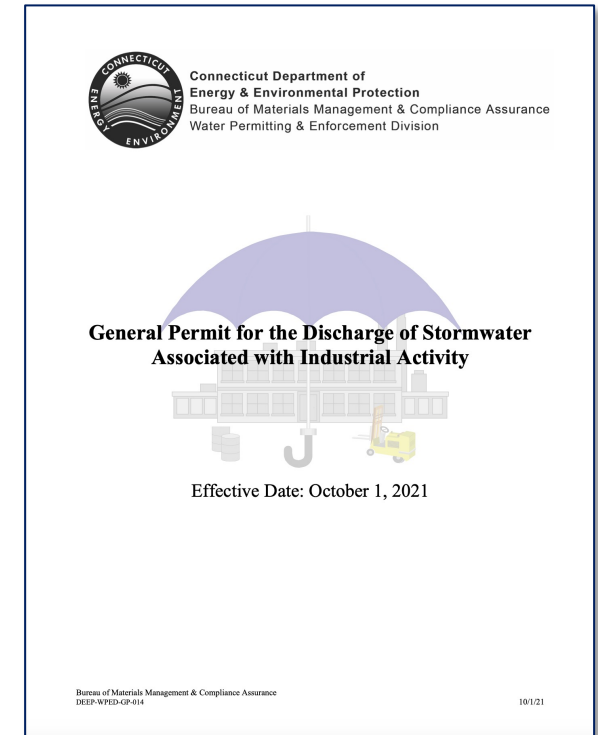 CONNECTICUT
ENERGY
ENVIRONMENT
Connecticut Department of
Energy & Environmental Protection
Bureau of Materials Management & Compliance Assurance
Water Permitting & Enforcement Division
General Permit for the Discharge of Stormwater
Associated with Industrial Activity
Effective Date: October 1, 2021
Bureau of Materials Management & Compliance Assurance
DEEP-WPED-GP-014
10/1/21